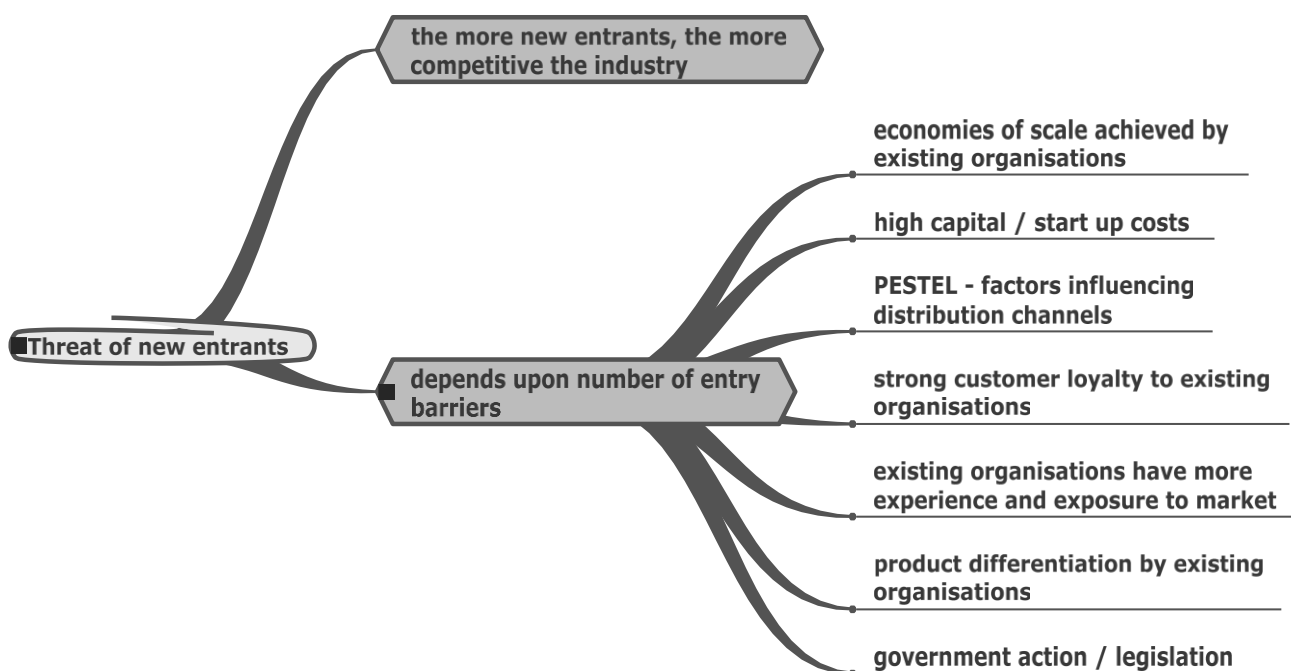 the more new entrants, the more
competitive the industry
economies of scale achieved by
existing organisations
high capital / start up costs
PESTEL - factors influencing
distribution channels
Threat of new entrants
depends upon number of entry
barriers
strong customer loyalty to existing
organisations
existing organisations have more
experience and exposure to market
product differentiation by existing
organisations
government action / legislation